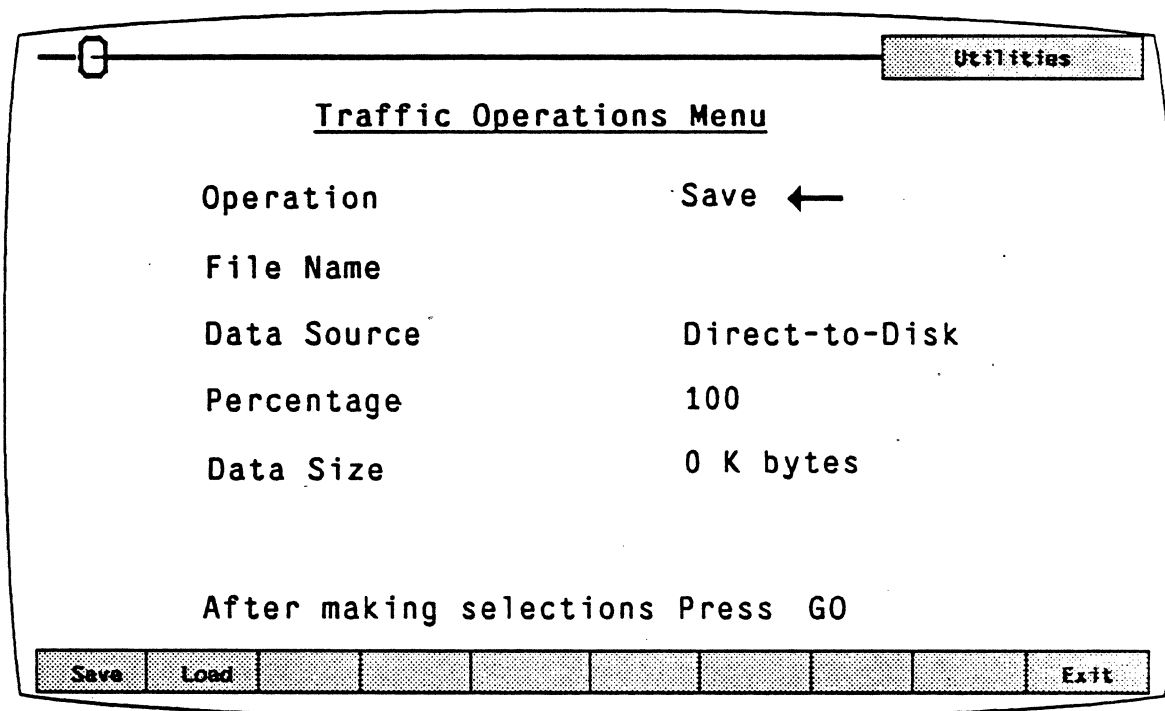 Utilities
Traffic Operations Menu
Operation Save
File Name
Data Source Direct-to-Disk
Percentage 100
Data Size 0 K bytes
After making selections Press GO
Save Load Exit